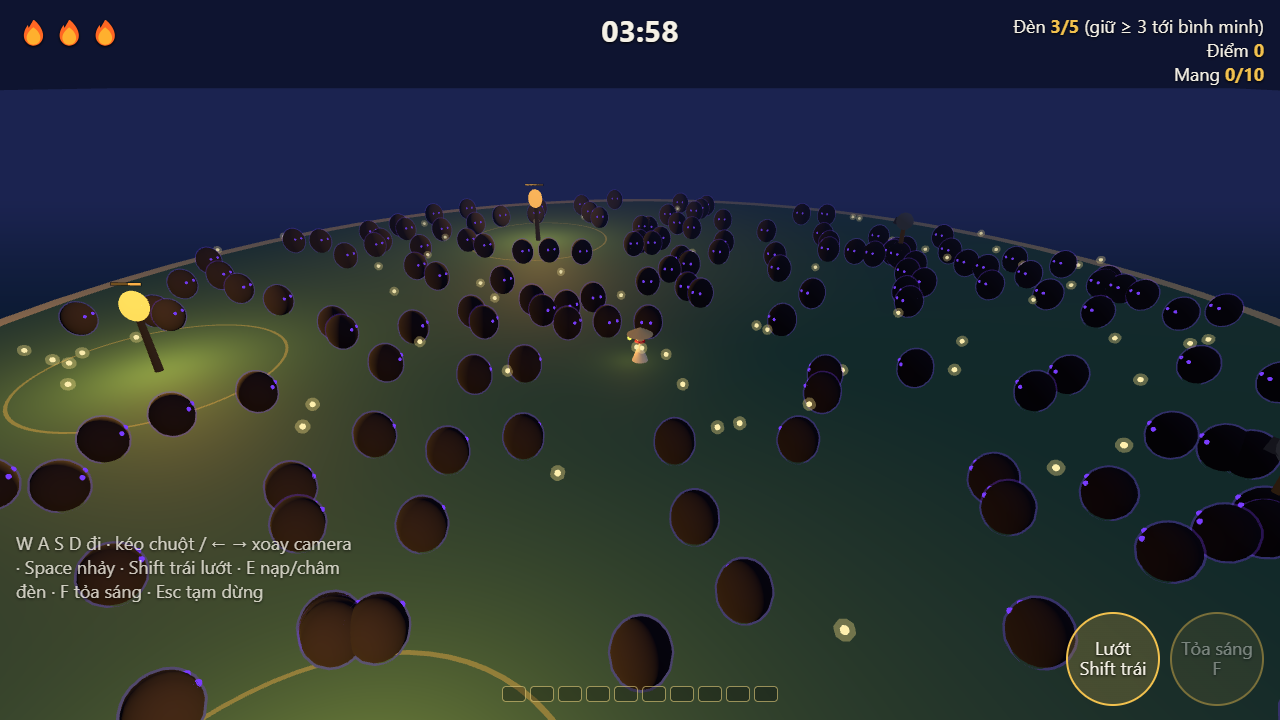 03:58
Đèn 3/5 (giữ ≥ 3 tới bình minh)
Điểm 0
Mang 0/10
W A S D đi · kéo chuột / ← → xoay camera
· Space nhảy · Shift trái lướt · E nạp/châm
đèn · F tỏa sáng · Esc tạm dừng
Lướt
Shift trái
Tỏa sáng
F